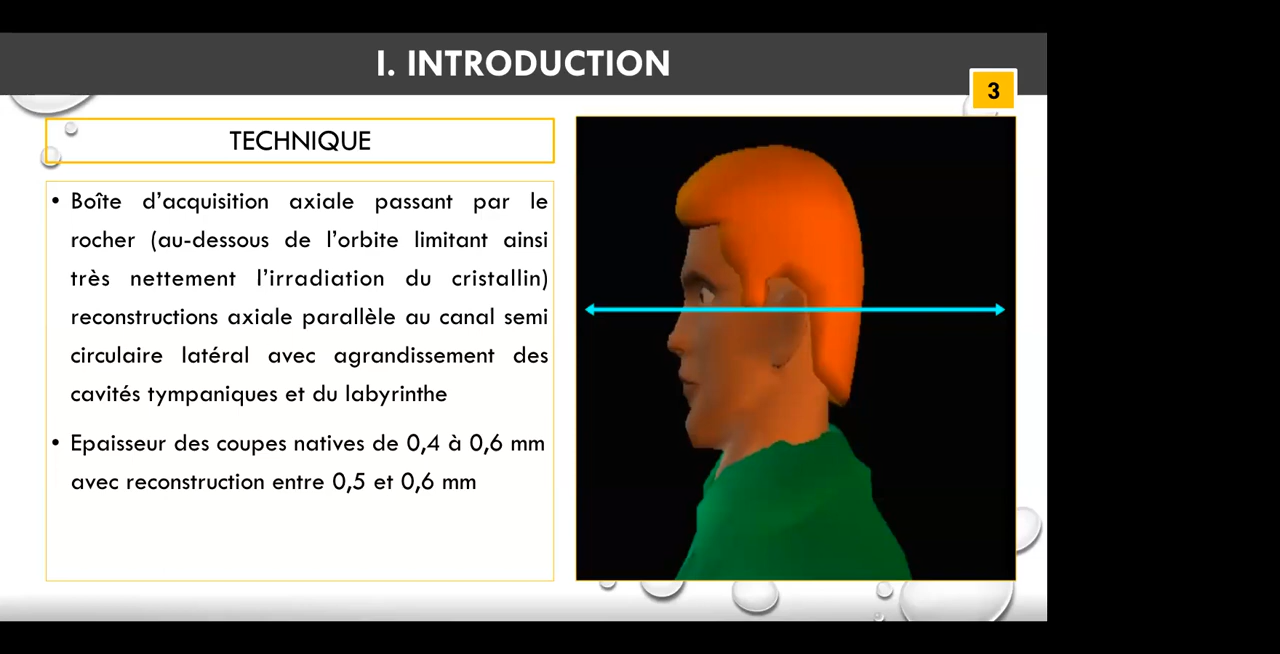 I. INTRODUCTION
3
TECHNIQUE
• Boîte d’acquisition axiale passant par le
rocher (au-dessous de l’orbite limitant ainsi
très nettement l’irradiation du cristallin)
reconstructions axiale parallèle au canal semi
circulaire latéral avec agrandissement des
cavités tympaniques et du labyrinthe
• Epaisseur des coupes natives de 0,4 à 0,6 mm
avec reconstruction entre 0,5 et 0,6 mm